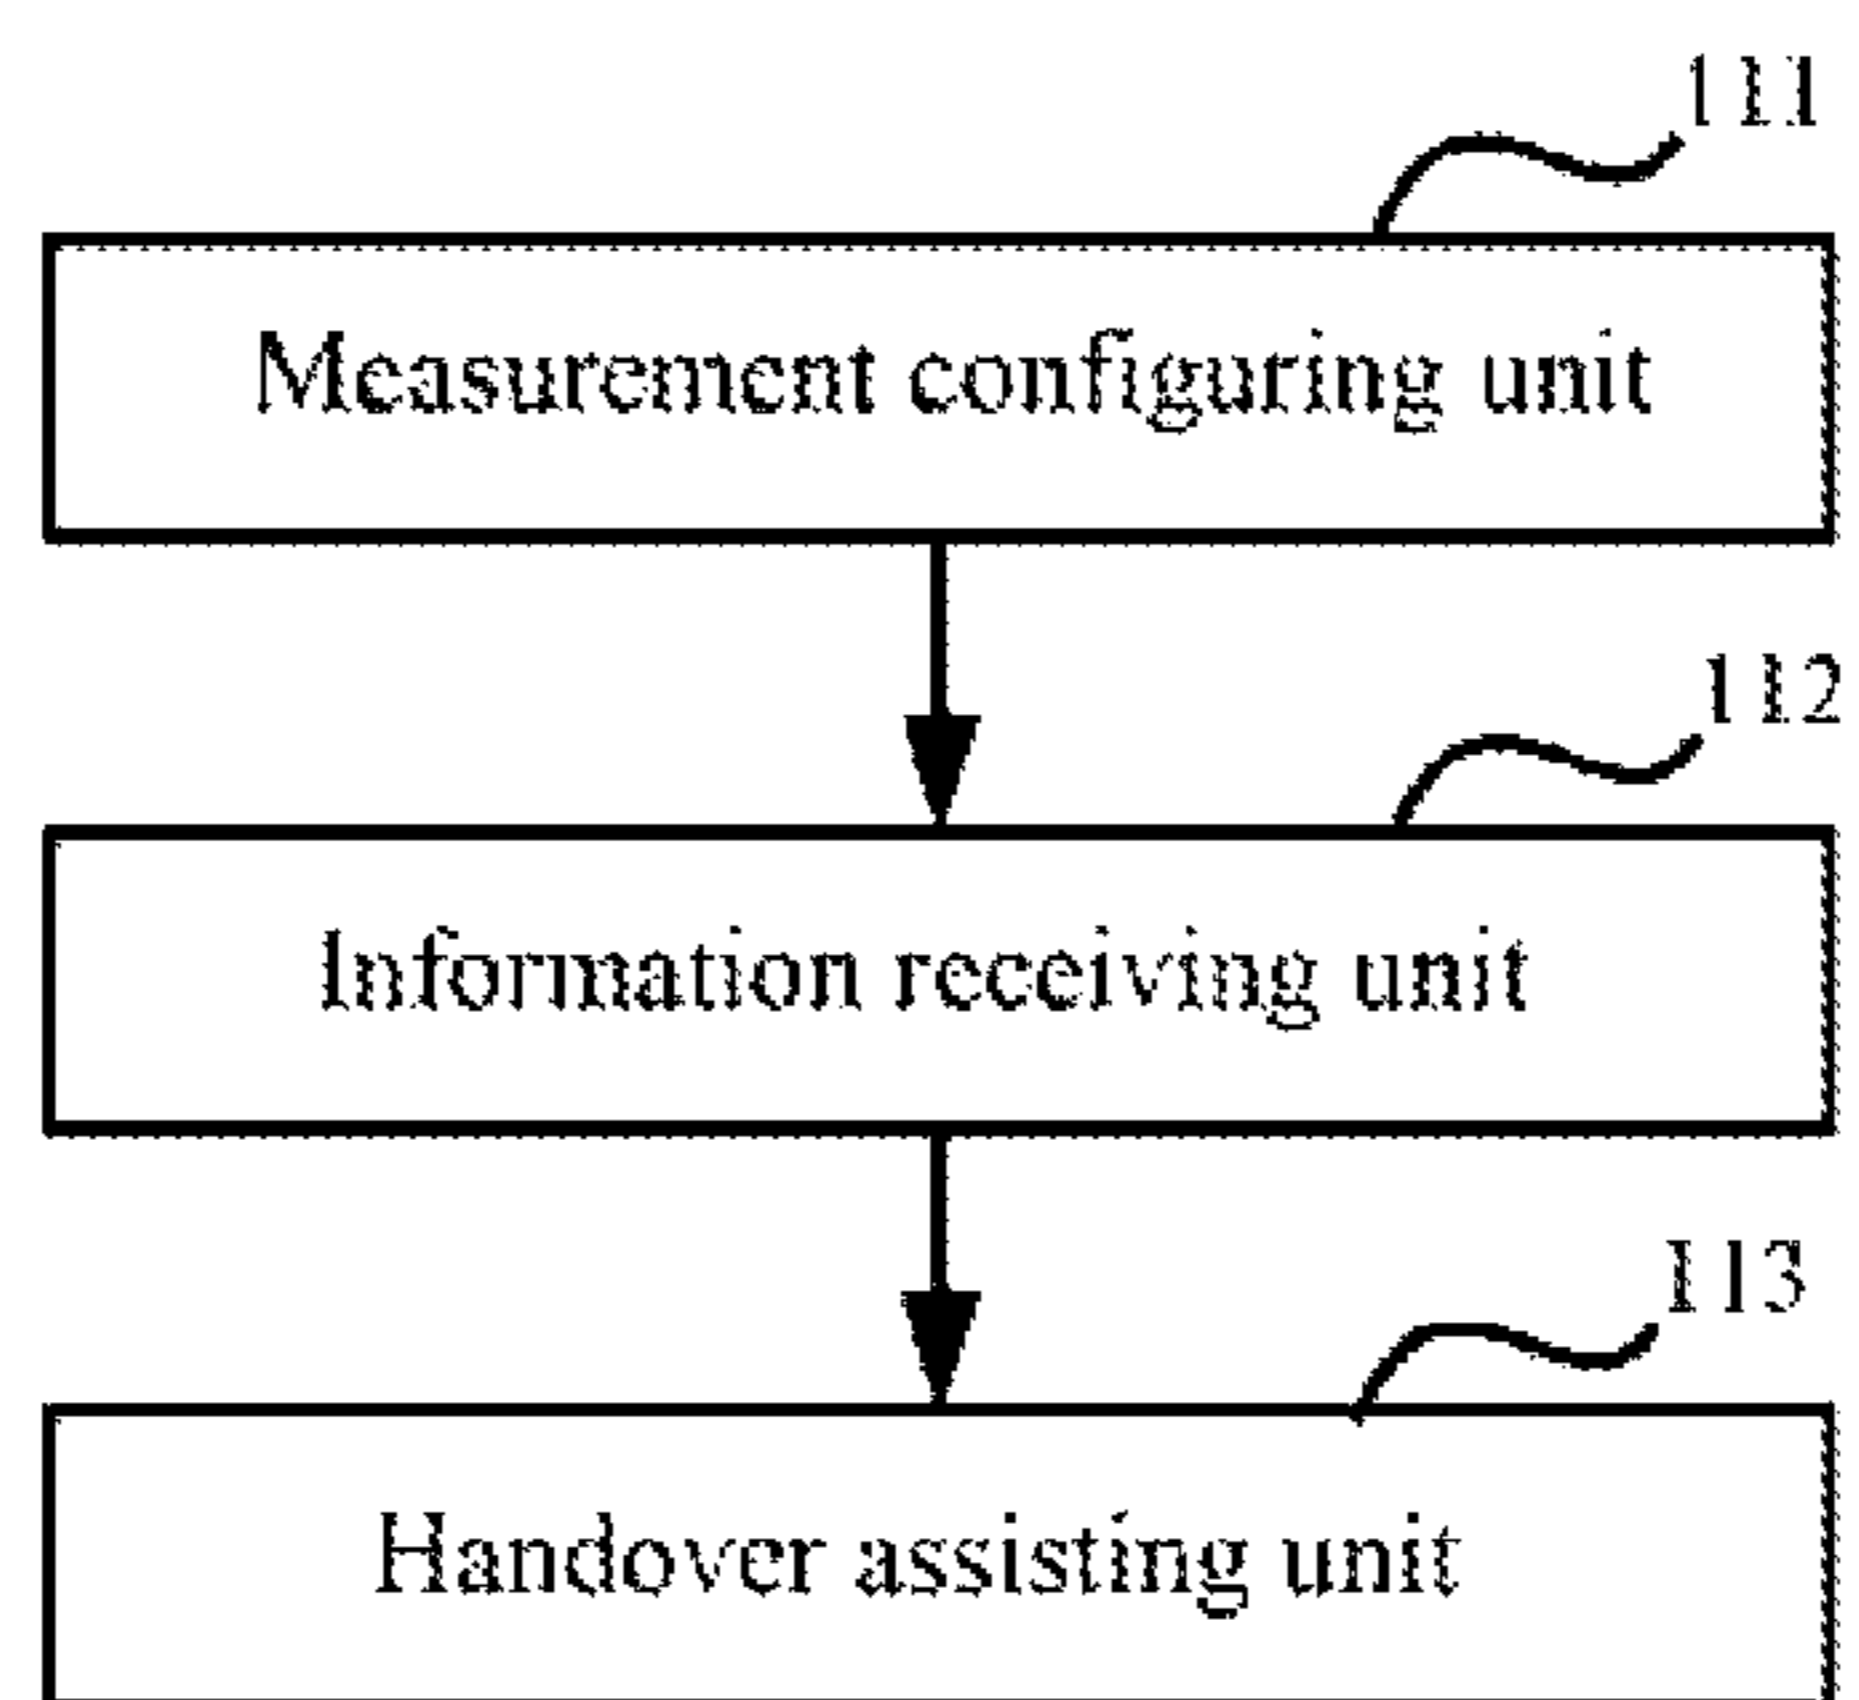 111
Measurement configuring unit
112
Information receiving unit
113
Handover assisting unit